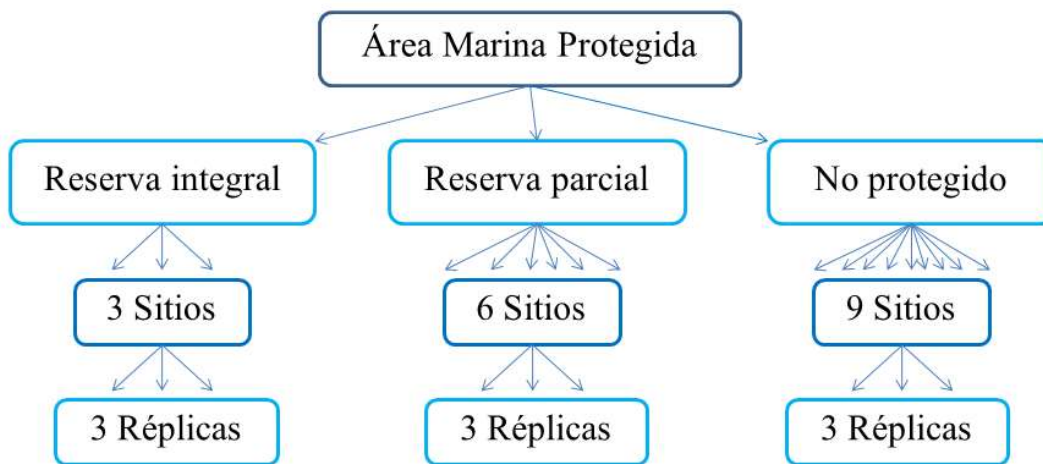 Área Marina Protegida
Reserva integral
Reserva parcial
No protegido
3 Sitios
6 Sitios
9 Sitios
3 Réplicas
3 Réplicas
3 Réplicas